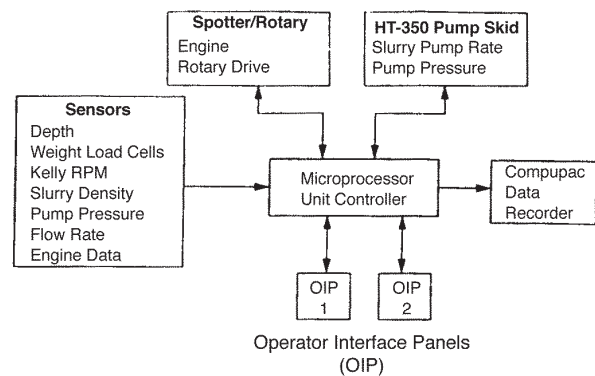 Spotter/Rotary
Engine
Rotary Drive
HT-350 Pump Skid
Slurry Pump Rate
Pump Pressure
Sensors
Depth
Weight Load Cells
Kelly RPM
Slurry Density
Pump Pressure
Flow Rate
Engine Data
Microprocessor
Unit Controller
Compupac
Data
Recorder
OIP
1
OIP
2
Operator Interface Panels
(OIP)